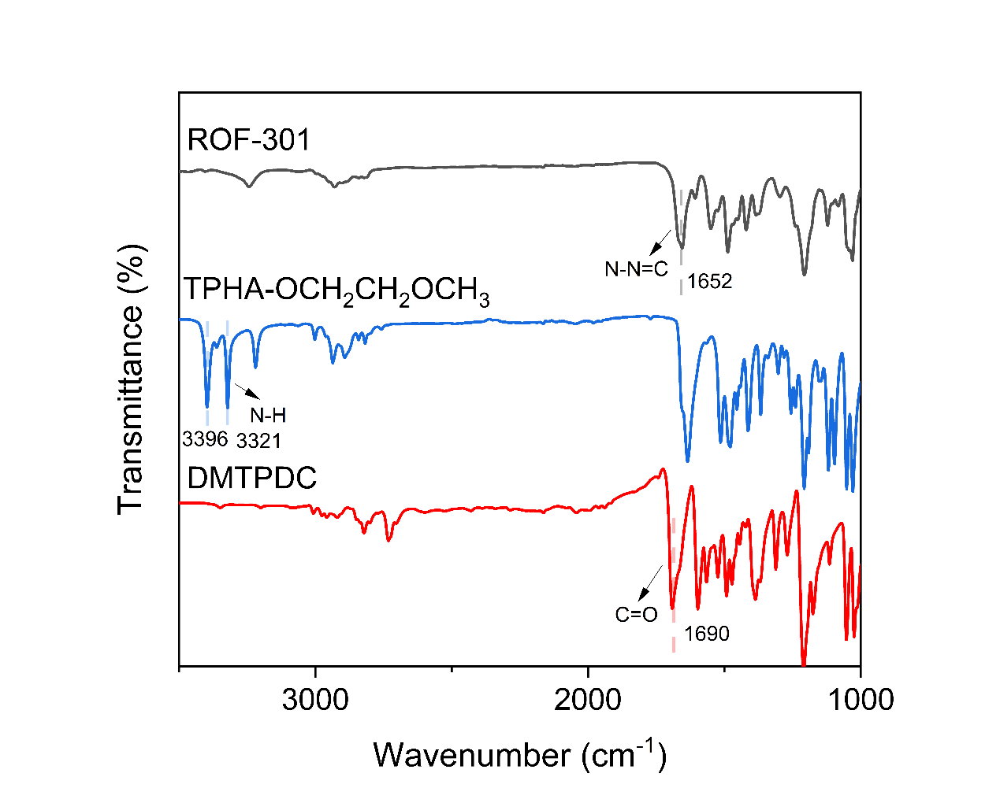 ROF-301
N-N=C
1652
TPHA-OCH₂CH₂OCH₃
N-H
3396
3321
DMTPDC
C=O
1690
Transmittance (%)
3000
2000
1000
Wavenumber (cm⁻¹)